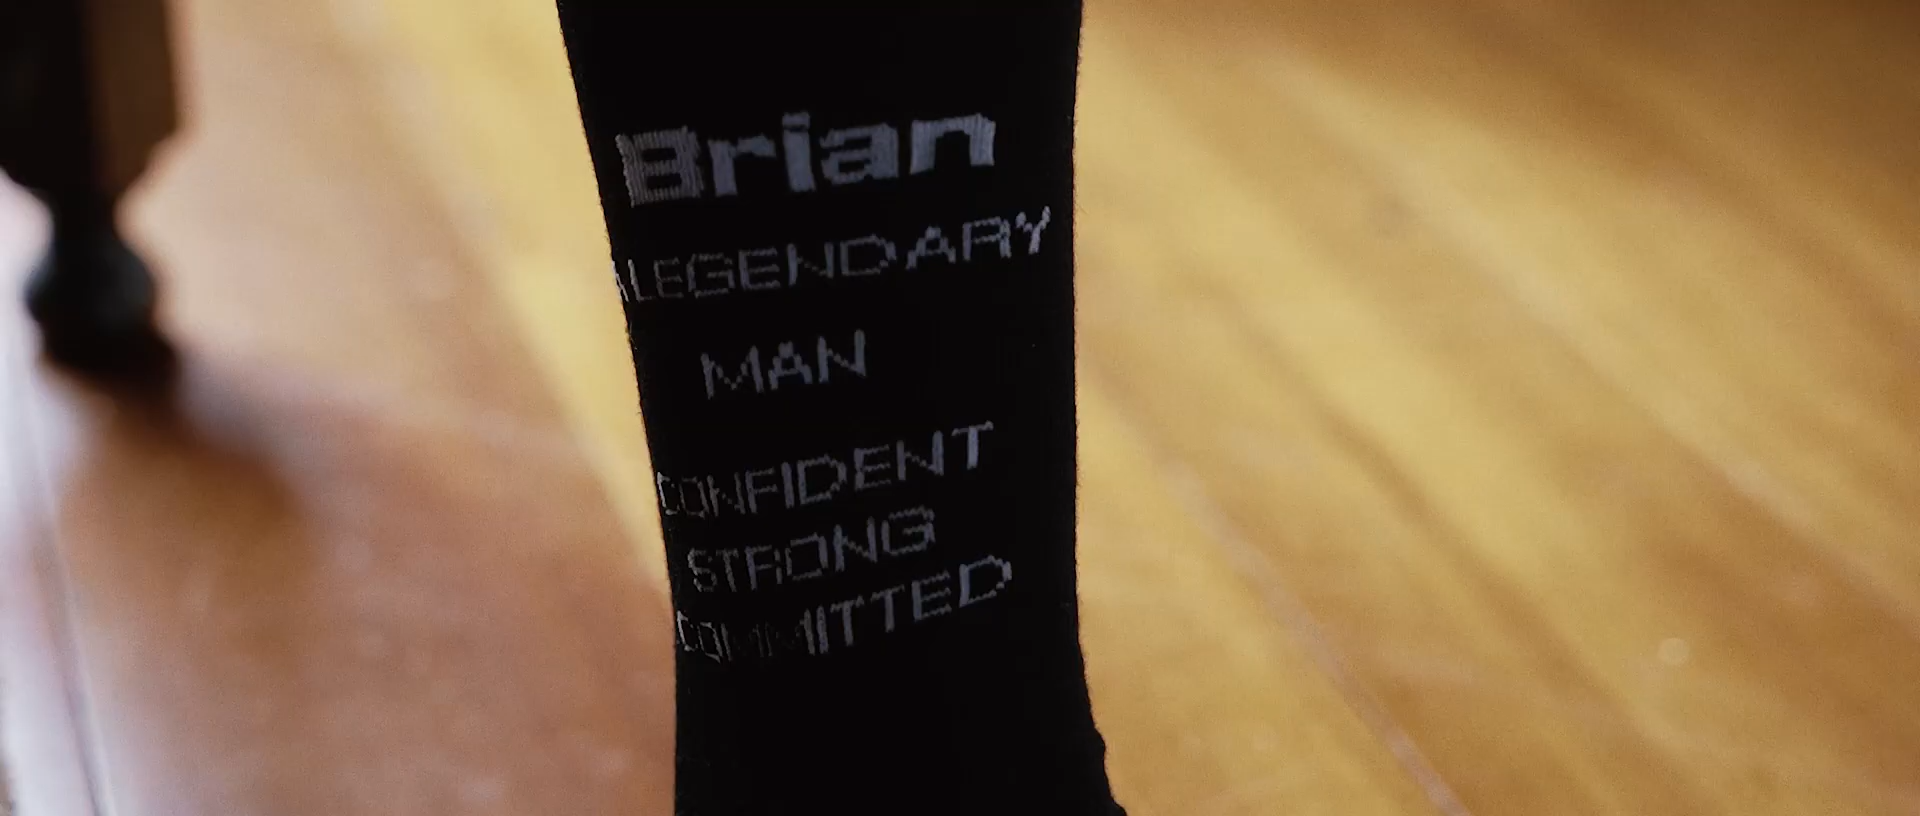 Brian
A LEGENDARY
MAN
CONFIDENT
STRONG
COMMITTED